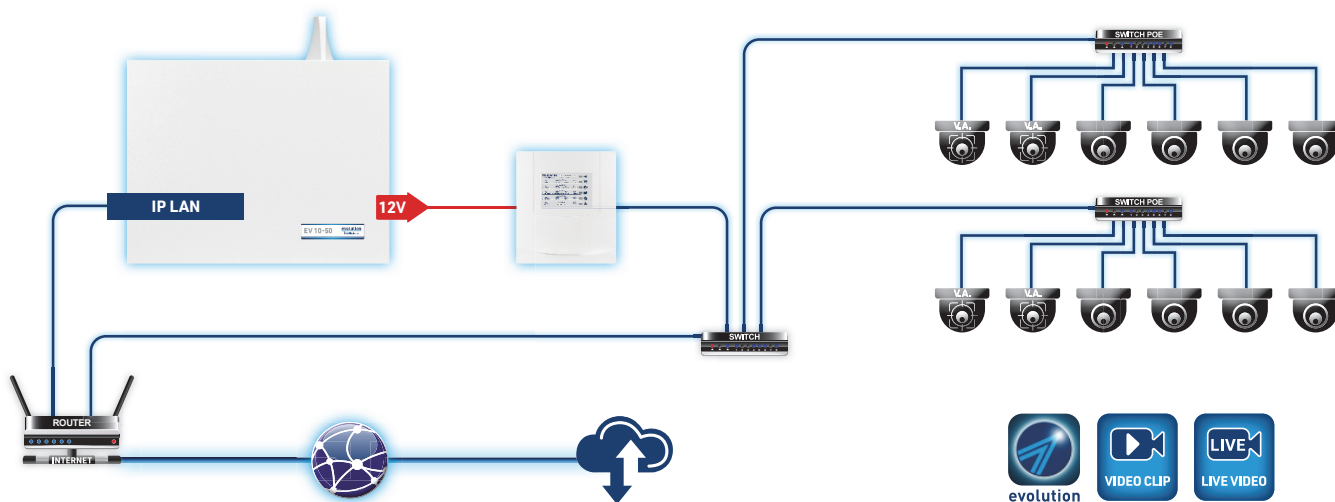 SWITCH POE
V.A.
V.A.
IP LAN
12V
EV 10-50
evolution
SWITCH POE
V.A.
V.A.
SWITCH
ROUTER
INTERNET
evolution
VIDEO CLIP
LIVE
LIVE VIDEO